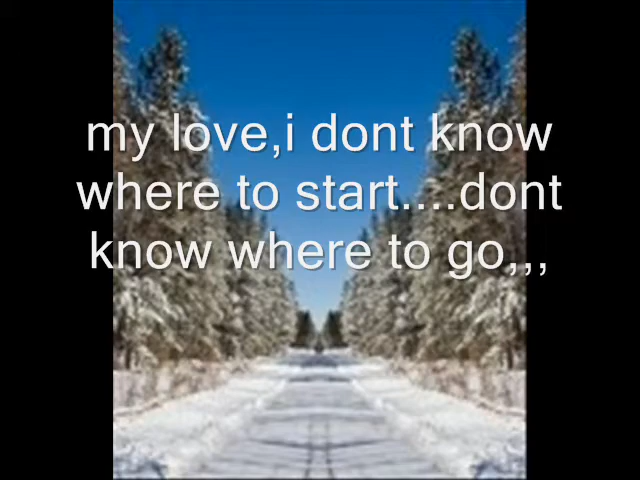 my love,i dont know
where to start....dont
know where to go,,,